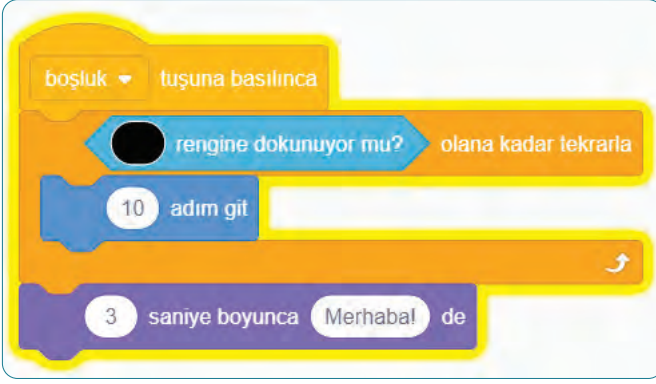 boşluk tuşuna basılınca
rengine dokunuyor mu? olana kadar tekrarla
10 adım git
3 saniye boyunca Merhaba! de